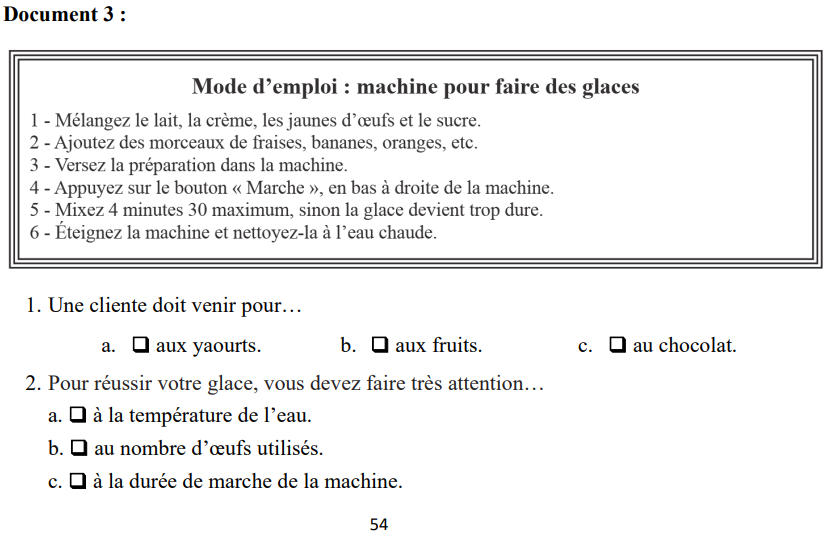 Document 3 :
Mode d’emploi : machine pour faire des glaces
1 - Mélangez le lait, la crème, les jaunes d’œufs et le sucre.
2 - Ajoutez des morceaux de fraises, bananes, oranges, etc.
3 - Versez la préparation dans la machine.
4 - Appuyez sur le bouton « Marche », en bas à droite de la machine.
5 - Mixez 4 minutes 30 maximum, sinon la glace devient trop dure.
6 - Éteignez la machine et nettoyez-la à l’eau chaude.
1. Une cliente doit venir pour…
a. ❑ aux yaourts. b. ❑ aux fruits. c. ❑ au chocolat.
2. Pour réussir votre glace, vous devez faire très attention…
a. ❑ à la température de l’eau.
b. ❑ au nombre d’œufs utilisés.
c. ❑ à la durée de marche de la machine.
54